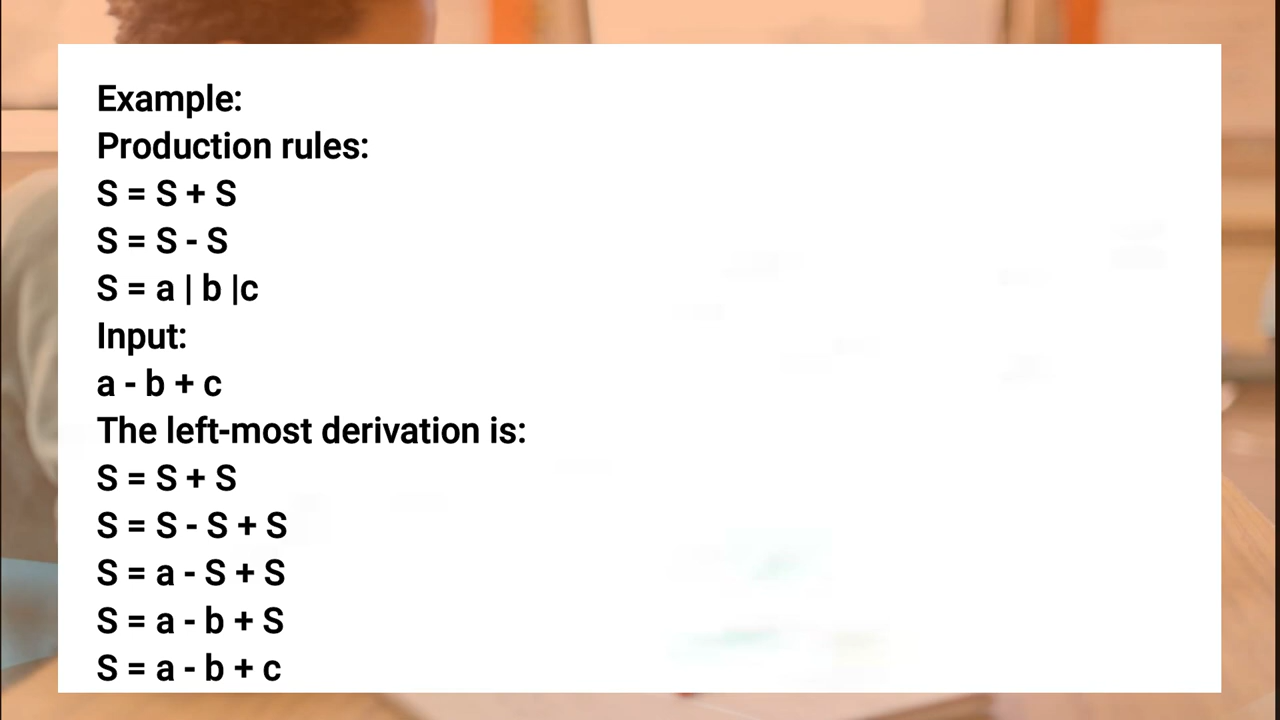 Example:
Production rules:
S = S + S
S = S - S
S = a | b |c
Input:
a - b + c
The left-most derivation is:
S = S + S
S = S - S + S
S = a - S + S
S = a - b + S
S = a - b + c